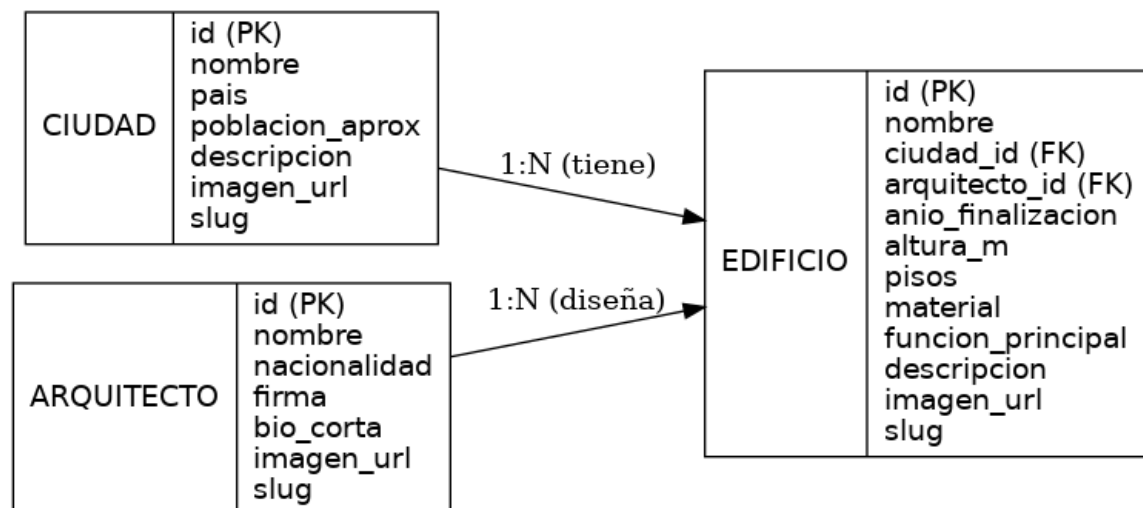 CIUDAD
id (PK)
nombre
pais
poblacion_aprox
descripcion
imagen_url
slug
1:N (tiene)
ARQUITECTO
id (PK)
nombre
nacionalidad
firma
bio_corta
imagen_url
slug
1:N (diseña)
EDIFICIO
id (PK)
nombre
ciudad_id (FK)
arquitecto_id (FK)
anio_finalizacion
altura_m
pisos
material
funcion_principal
descripcion
imagen_url
slug